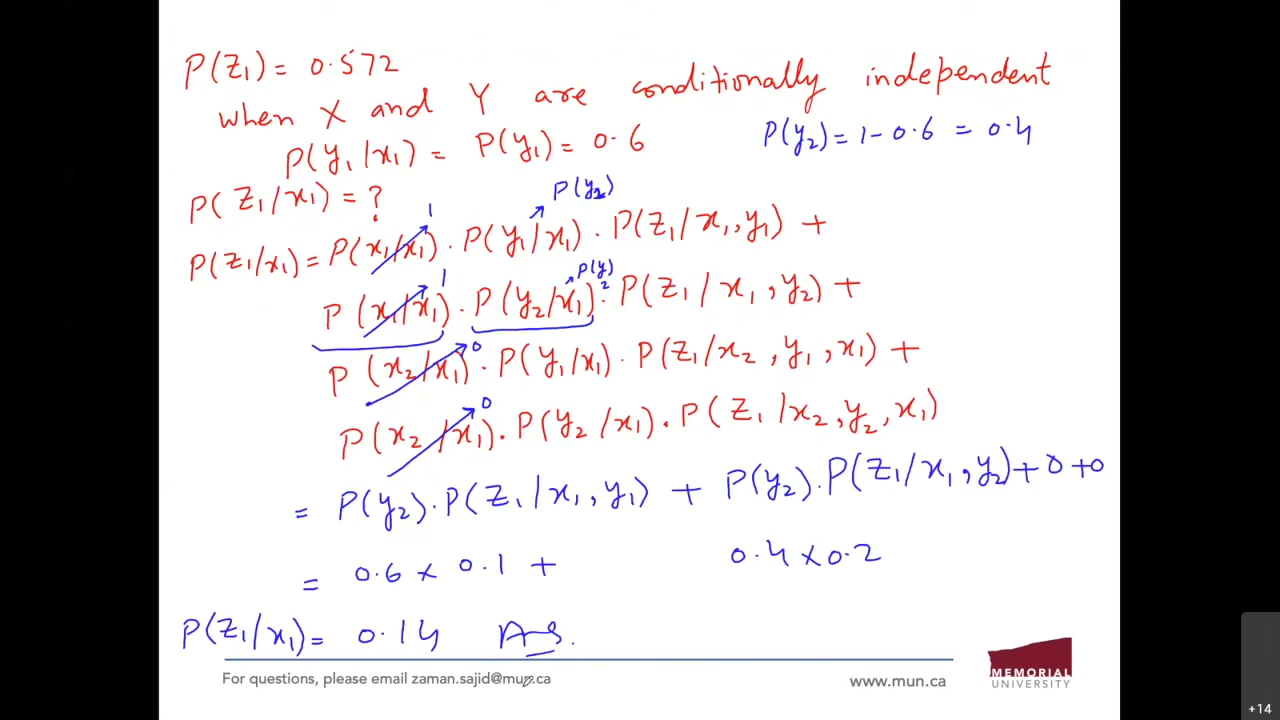 P(Z1) = 0.572
when X and Y are conditionally independent
P(y1/x1) = P(y1) = 0.6 P(y2) = 1-0.6 = 0.4
P(Z1/x1) = ? P(y2)
P(Z1/x1) = P(x1/x1) 1 . P(y1/x1) . P(Z1/x1, y1) +
P(x1/x1) 1 . P(y2/x1) P(y) 2 . P(Z1/x1, y2) +
P(x2/x1) 0 . P(y1/x1) . P(Z1/x2, y1, x1) +
P(x2/x1) 0 . P(y2/x1) . P(Z1/x2, y2, x1)
= P(y2) . P(Z1/x1, y1) + P(y2) . P(Z1/x1, y2) + 0 + 0
= 0.6 x 0.1 + 0.4 x 0.2
P(Z1/x1) = 0.14 Ans.
For questions, please email zaman.sajid@mun.ca
www.mun.ca
MEMORIAL
UNIVERSITY
+14